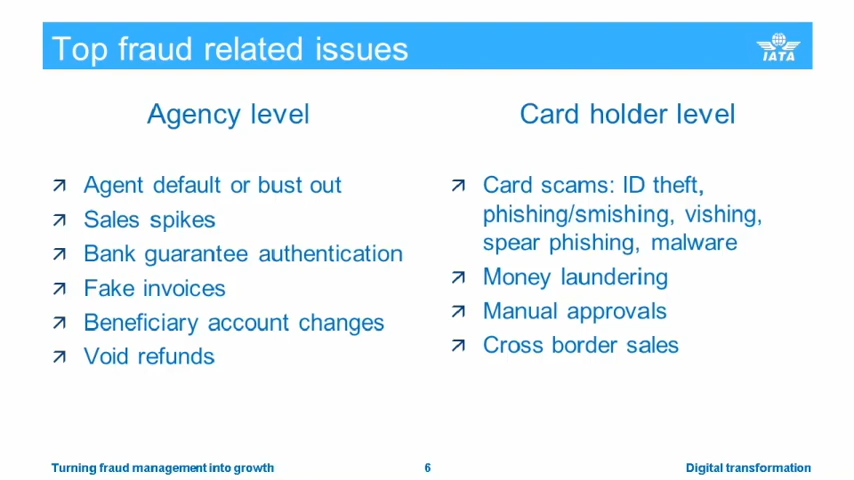 Top fraud related issues
IATA
Agency level
Agent default or bust out
Sales spikes
Bank guarantee authentication
Fake invoices
Beneficiary account changes
Void refunds
Card holder level
Card scams: ID theft,
phishing/smishing, vishing,
spear phishing, malware
Money laundering
Manual approvals
Cross border sales
Turning fraud management into growth
6
Digital transformation